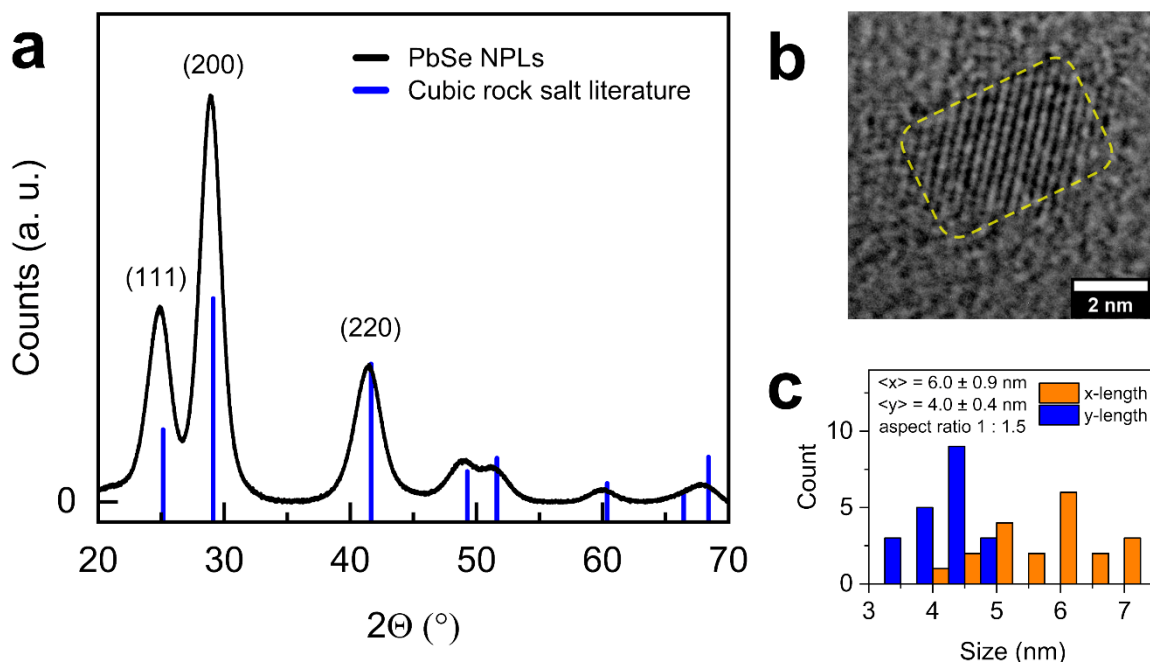 a
(200)
PbSe NPLs
Cubic rock salt literature
(111)
(220)
Counts (a. u.)
0
20 30 40 50 60 70
2Θ (°)
b
2 nm
c
<x> = 6.0 ± 0.9 nm
<y> = 4.0 ± 0.4 nm
aspect ratio 1 : 1.5
x-length
y-length
Count
10
5
0
3 4 5 6 7
Size (nm)